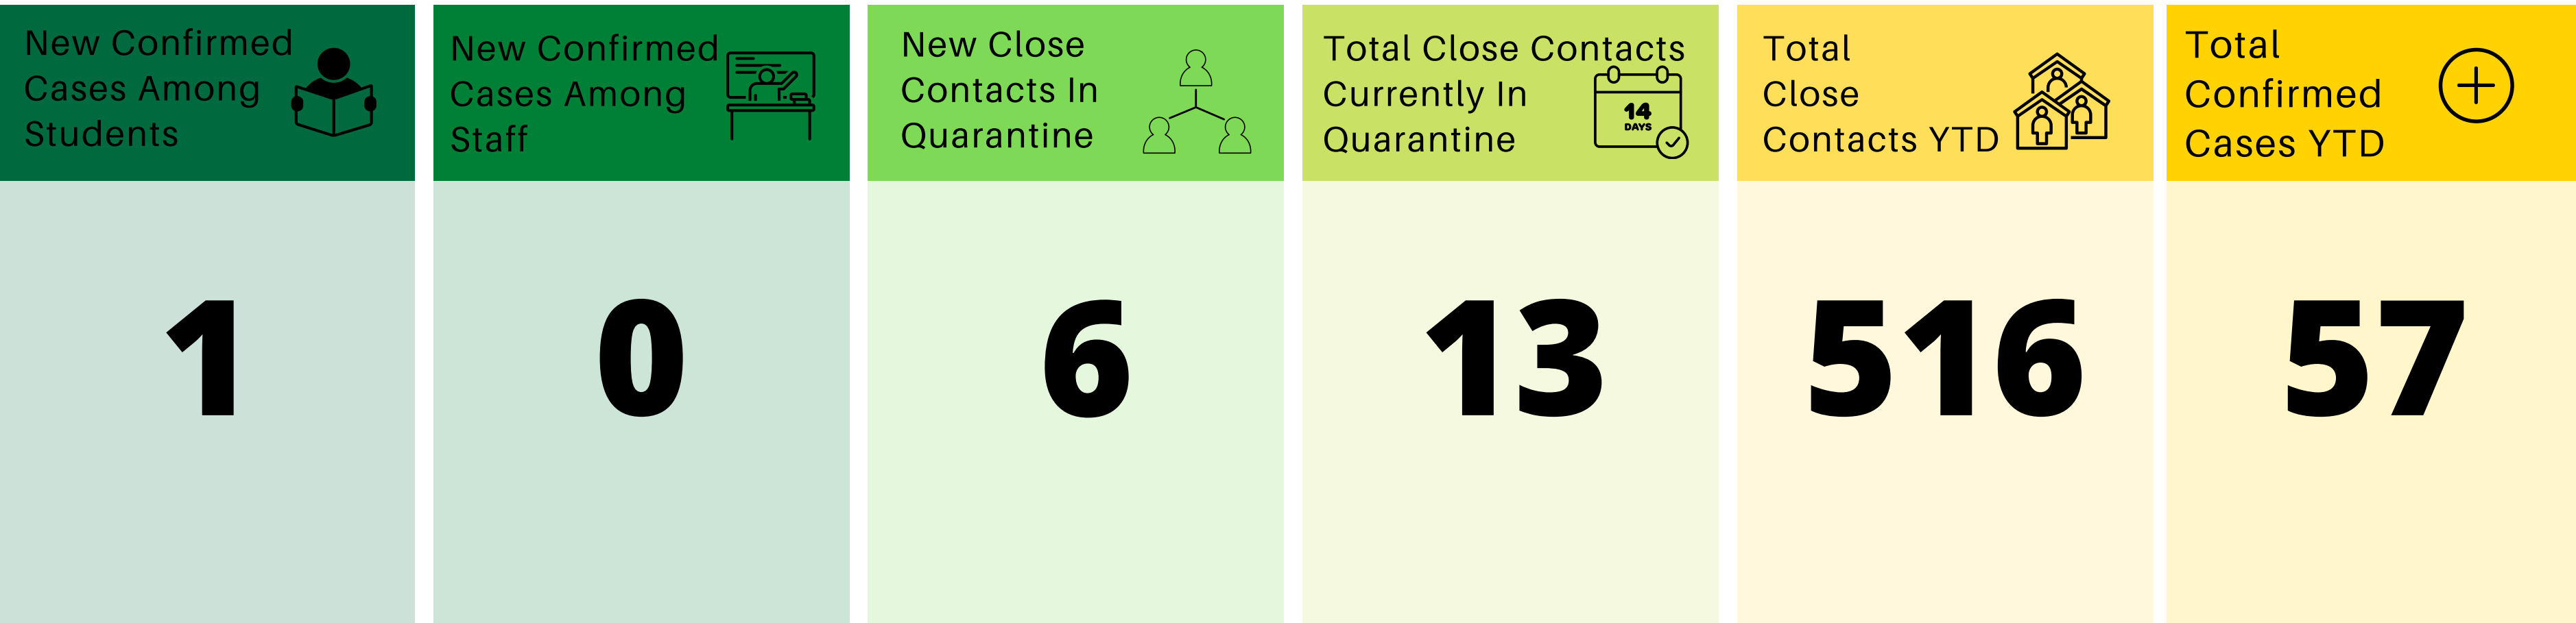 New Confirmed
Cases Among
Students
1
New Confirmed
Cases Among
Staff
0
New Close
Contacts In
Quarantine
6
Total Close Contacts
Currently In
Quarantine
14
DAYS
13
Total
Close
Contacts YTD
516
Total
Confirmed
Cases YTD
57